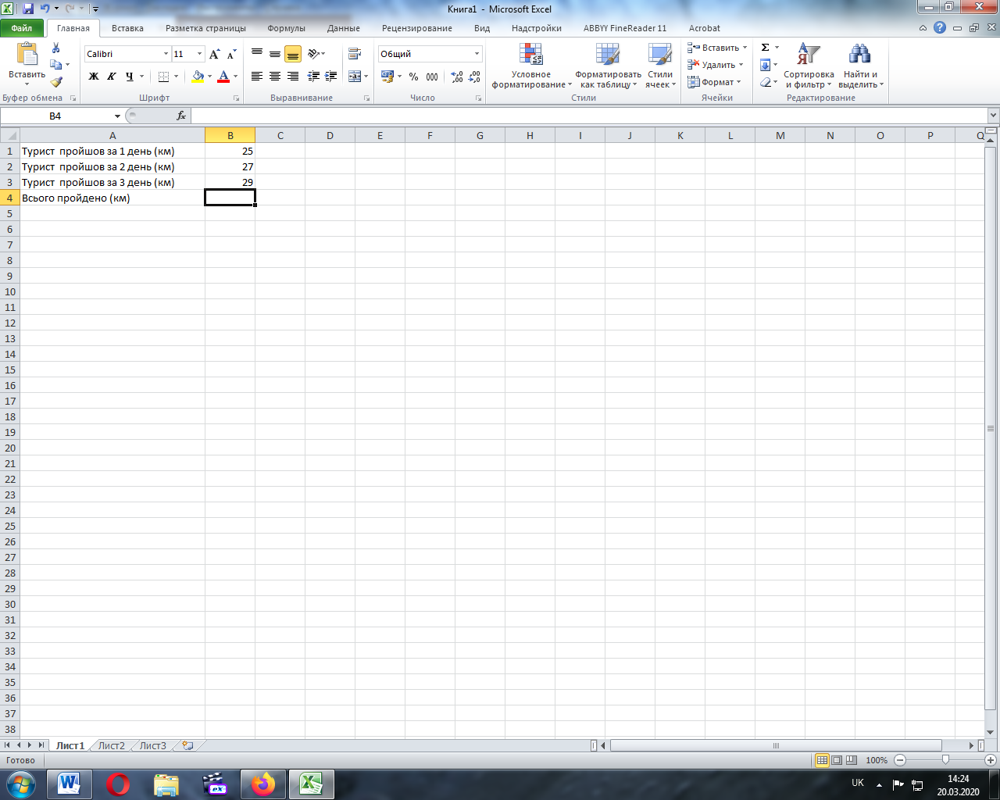 Книга1 - Microsoft Excel
Файл Главная Вставка Разметка страницы Формулы Данные Рецензирование Вид Надстройки ABBYY FineReader 11 Acrobat
Вставить
Буфер обмена
Calibri 11
Ж К Ч
Шрифт
Выравнивание
Общий
% 000 ,00 ,0
Число
Условное форматирование
Форматировать как таблицу
Стили ячеек
Стили
Вставить
Удалить
Формат
Ячейки
Σ
Сортировка и фильтр
Найти и выделить
Редактирование
B4 fx
A B C D E F G H I J K L M N O P Q
1 Турист пройшов за 1 день (км) 25
2 Турист пройшов за 2 день (км) 27
3 Турист пройшов за 3 день (км) 29
4 Всього пройдено (км)
5
6
7
8
9
10
11
12
13
14
15
16
17
18
19
20
21
22
23
24
25
26
27
28
29
30
31
32
33
34
35
36
37
38
Лист1 Лист2 Лист3
Готово 100%
UK 14:24
20.03.2020